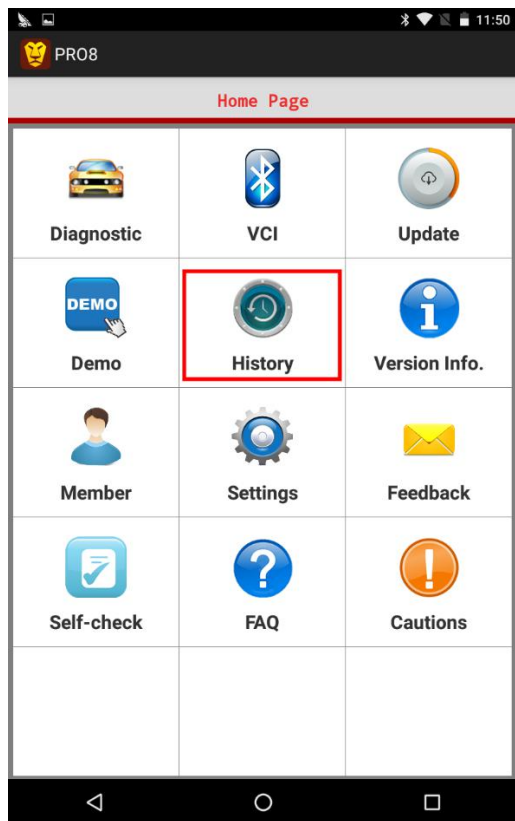 11:50
PRO8
Home Page
Diagnostic
VCI
Update
DEMO
Demo
History
Version Info.
Member
Settings
Feedback
Self-check
FAQ
Cautions